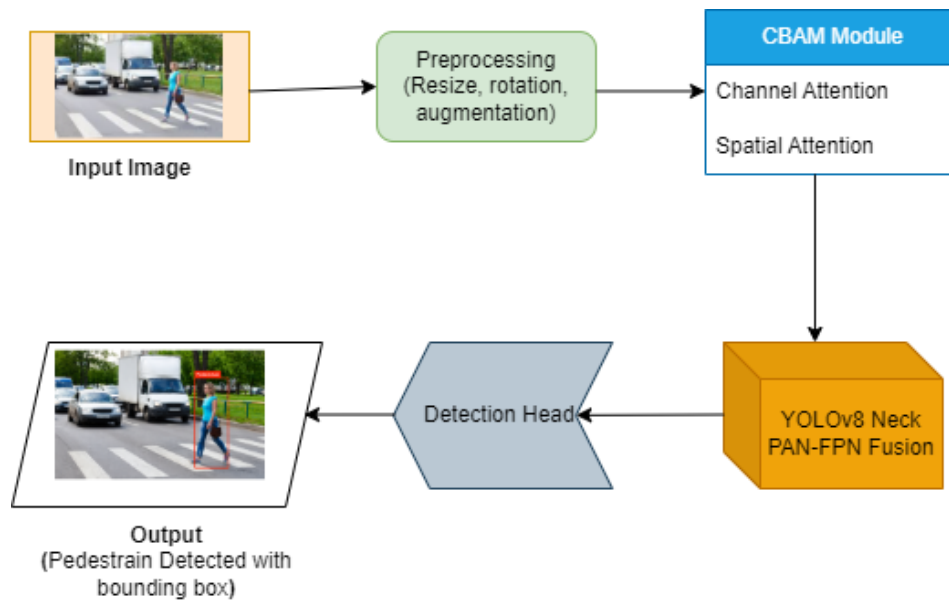 Input Image
Preprocessing
(Resize, rotation,
augmentation)
CBAM Module
Channel Attention
Spatial Attention
YOLOv8 Neck
PAN-FPN Fusion
Detection Head
Output
(Pedestrain Detected with
bounding box)